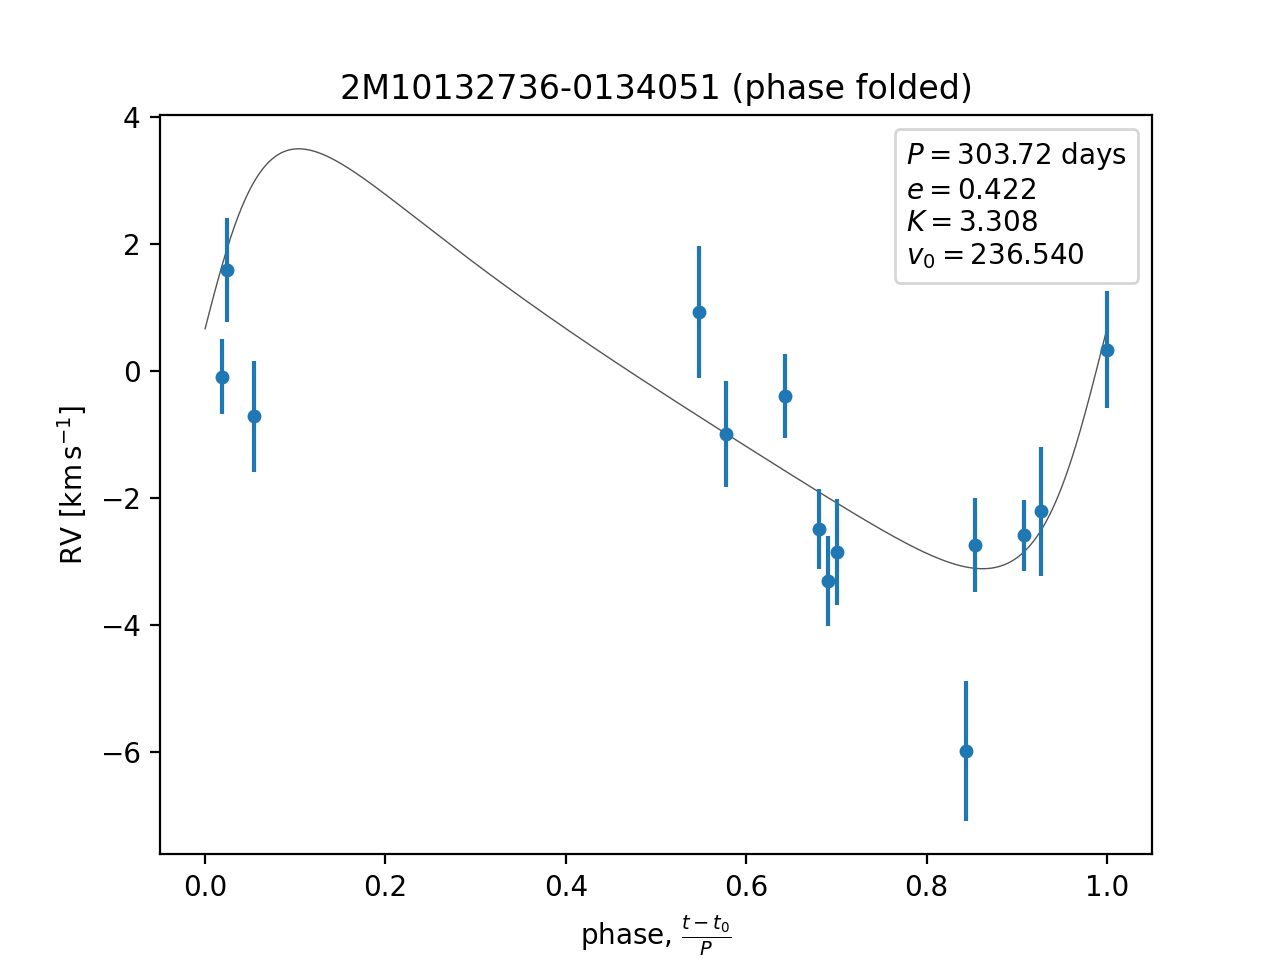 2M10132736-0134051 (phase folded)
P = 303.72 days
e = 0.422
K = 3.308
v₀ = 236.540
RV [km s⁻¹]
4
2
0
−2
−4
−6
0.0 0.2 0.4 0.6 0.8 1.0
phase, (t − t₀)/P